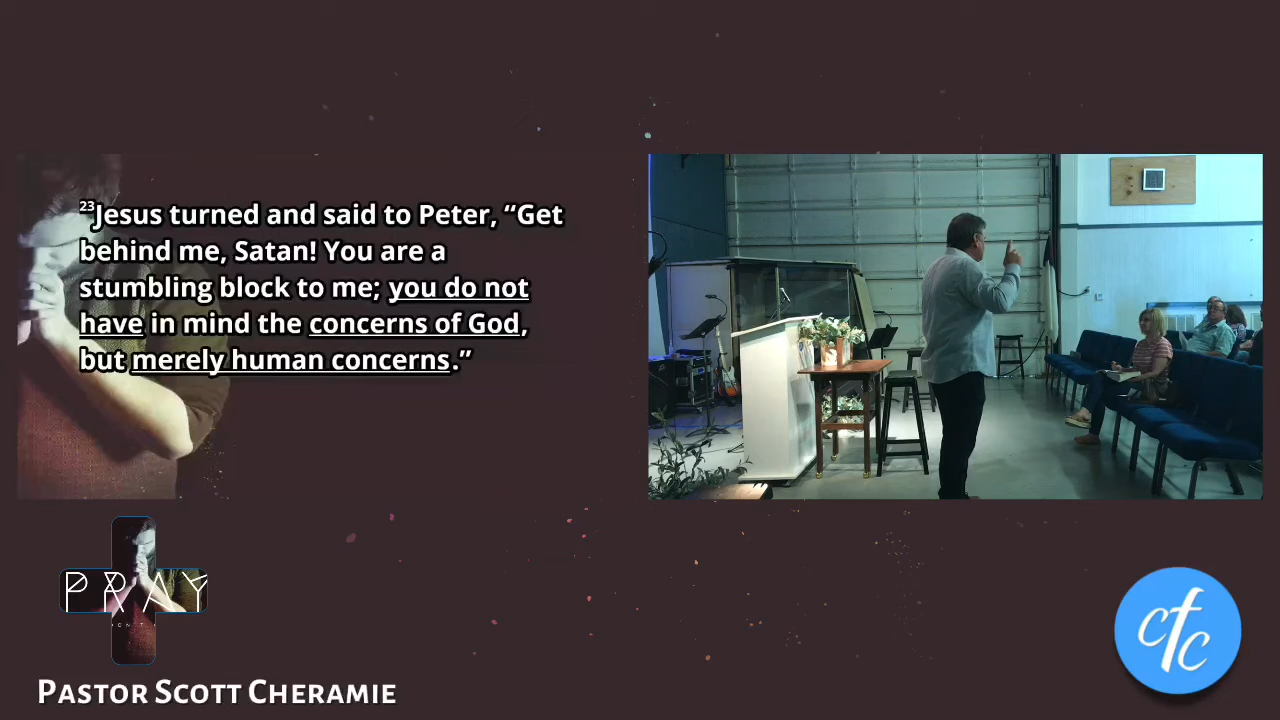 23Jesus turned and said to Peter, “Get
behind me, Satan! You are a
stumbling block to me; you do not
have in mind the concerns of God,
but merely human concerns.”
PRAY
Pastor Scott Cheramie
cfc